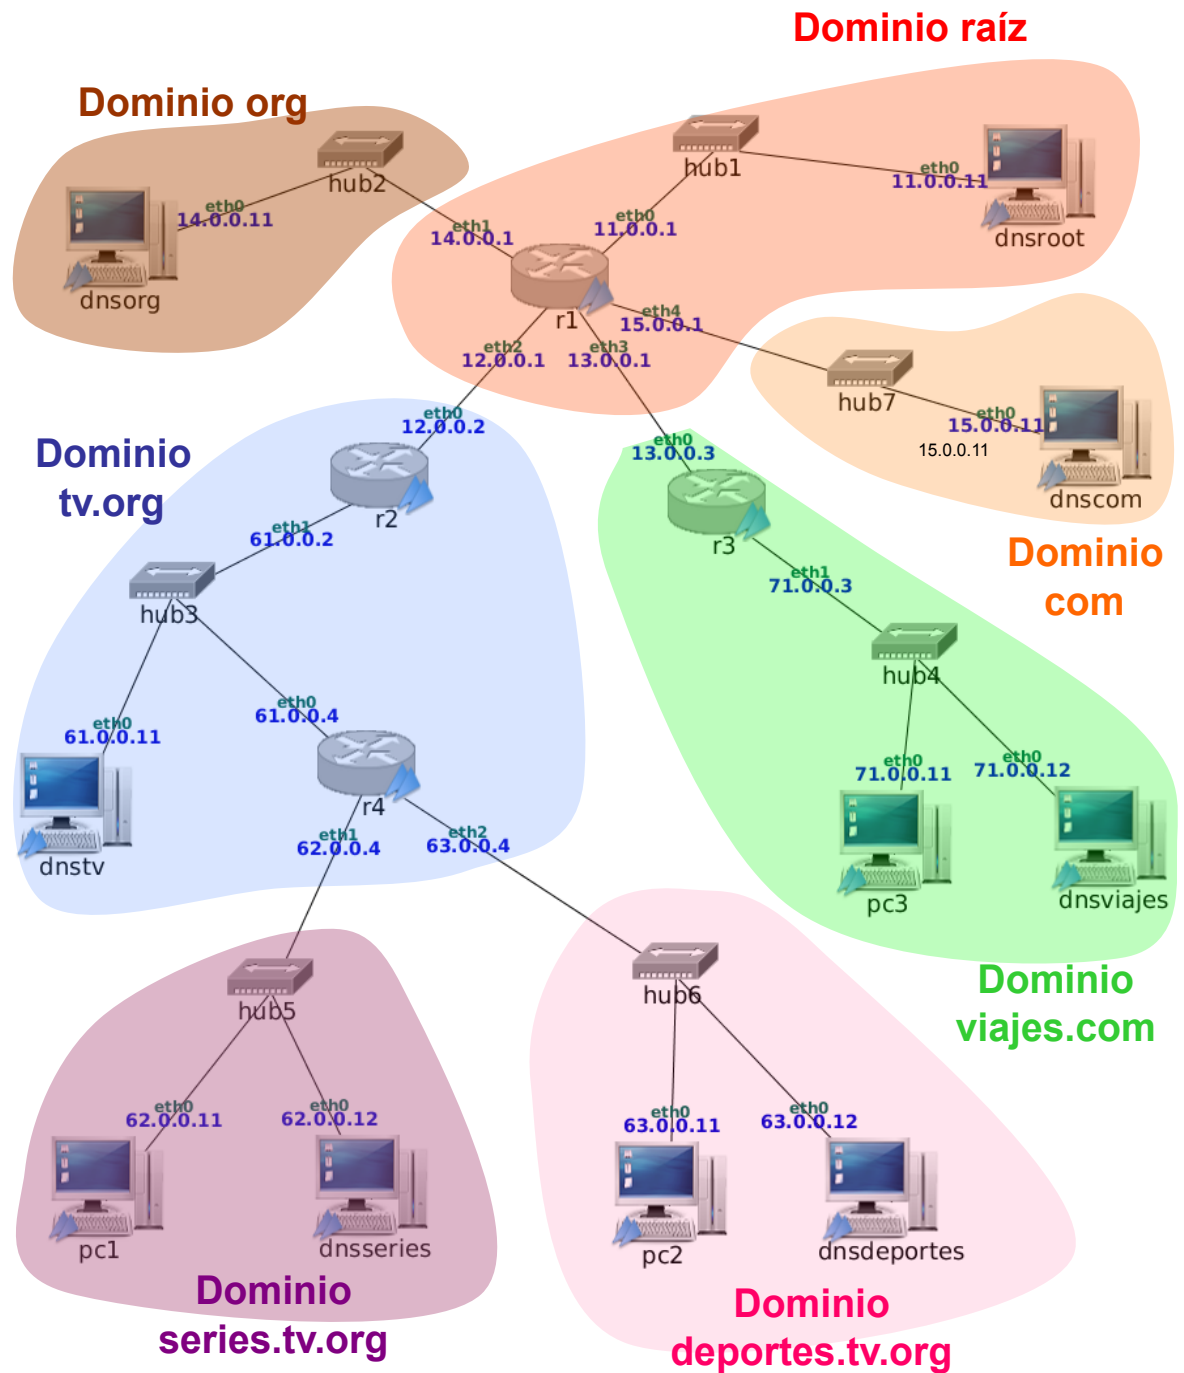 Dominio raíz
Dominio org
hub2
eth0
14.0.0.11
dnsorg
eth1
14.0.0.1
hub1
eth0
11.0.0.1
eth0
11.0.0.11
dnsroot
r1
eth4
15.0.0.1
eth2
12.0.0.1
eth3
13.0.0.1
hub7
eth0
15.0.0.11
15.0.0.11
dnscom
Dominio
com
Dominio
tv.org
eth0
12.0.0.2
r2
eth1
61.0.0.2
hub3
eth0
61.0.0.11
dnstv
eth0
61.0.0.4
r4
eth1
62.0.0.4
eth2
63.0.0.4
eth0
13.0.0.3
r3
eth1
71.0.0.3
hub4
eth0
71.0.0.11
pc3
eth0
71.0.0.12
dnsviajes
Dominio
viajes.com
hub5
eth0
62.0.0.11
pc1
eth0
62.0.0.12
dnsseries
Dominio
series.tv.org
hub6
eth0
63.0.0.11
pc2
eth0
63.0.0.12
dnsdeportes
Dominio
deportes.tv.org